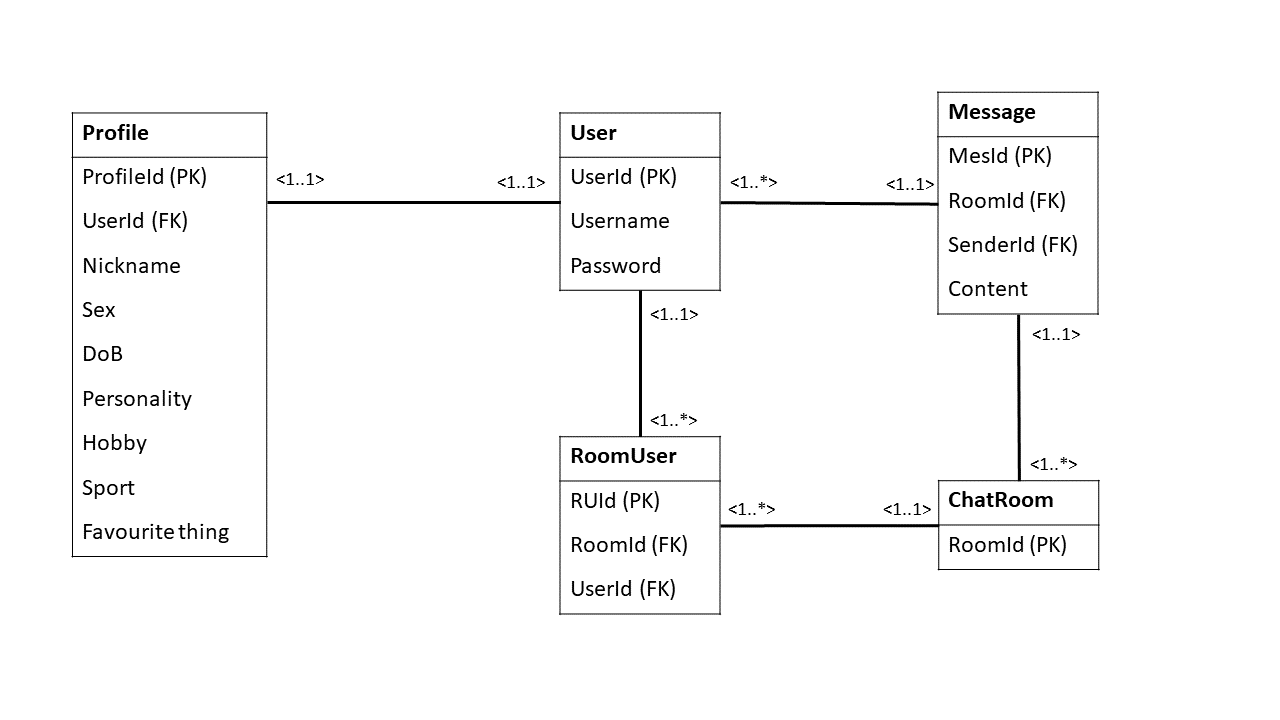 Profile
ProfileId (PK)
UserId (FK)
Nickname
Sex
DoB
Personality
Hobby
Sport
Favourite thing
<1..1>
<1..1>
User
UserId (PK)
Username
Password
<1..*>
<1..1>
Message
MesId (PK)
RoomId (FK)
SenderId (FK)
Content
<1..1>
<1..*>
<1..1>
<1..*>
RoomUser
RUId (PK)
RoomId (FK)
UserId (FK)
<1..*>
<1..1>
ChatRoom
RoomId (PK)